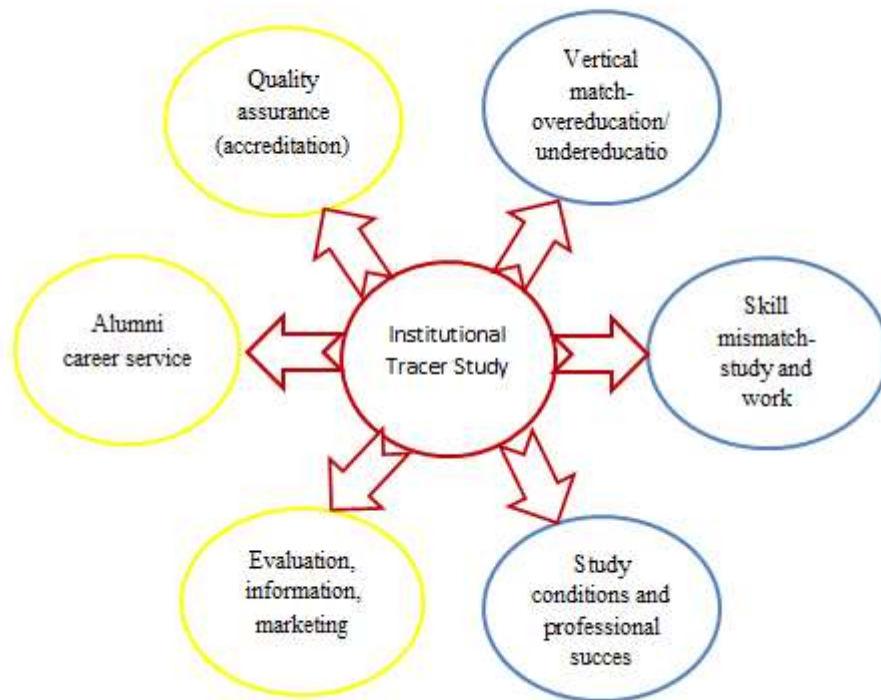 Quality
assurance
(accreditation)
Vertical
match-
overeducation/
undereducatio
Alumni
career service
Institutional
Tracer Study
Skill
mismatch-
study and
work
Evaluation,
information,
marketing
Study
conditions and
professional
succes